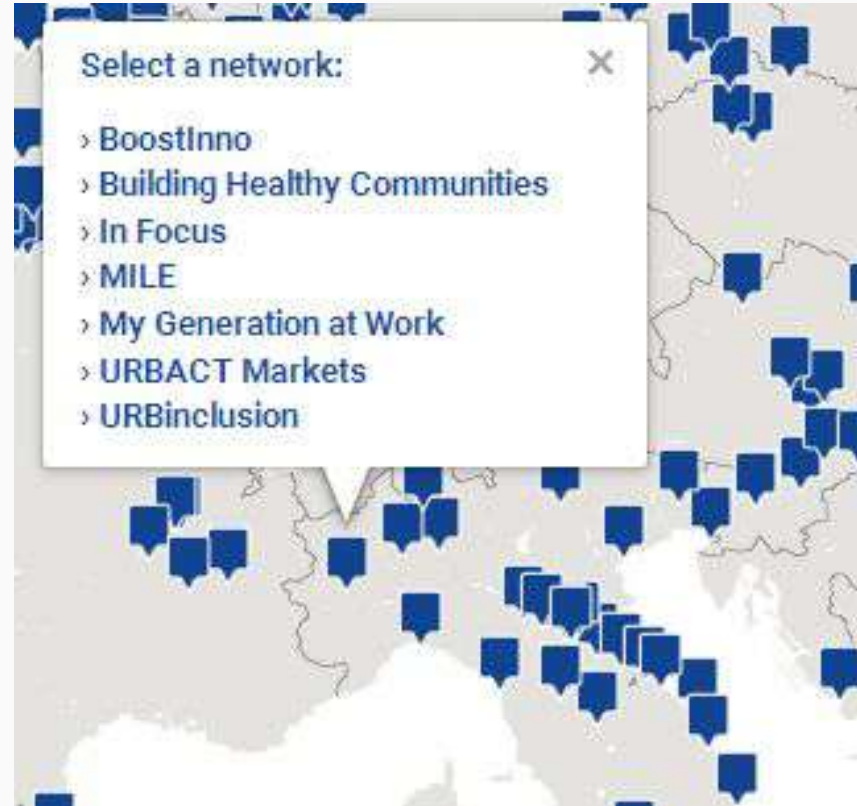 Select a network: ×
› BoostInno
› Building Healthy Communities
› In Focus
› MILE
› My Generation at Work
› URBACT Markets
› URBinclusion